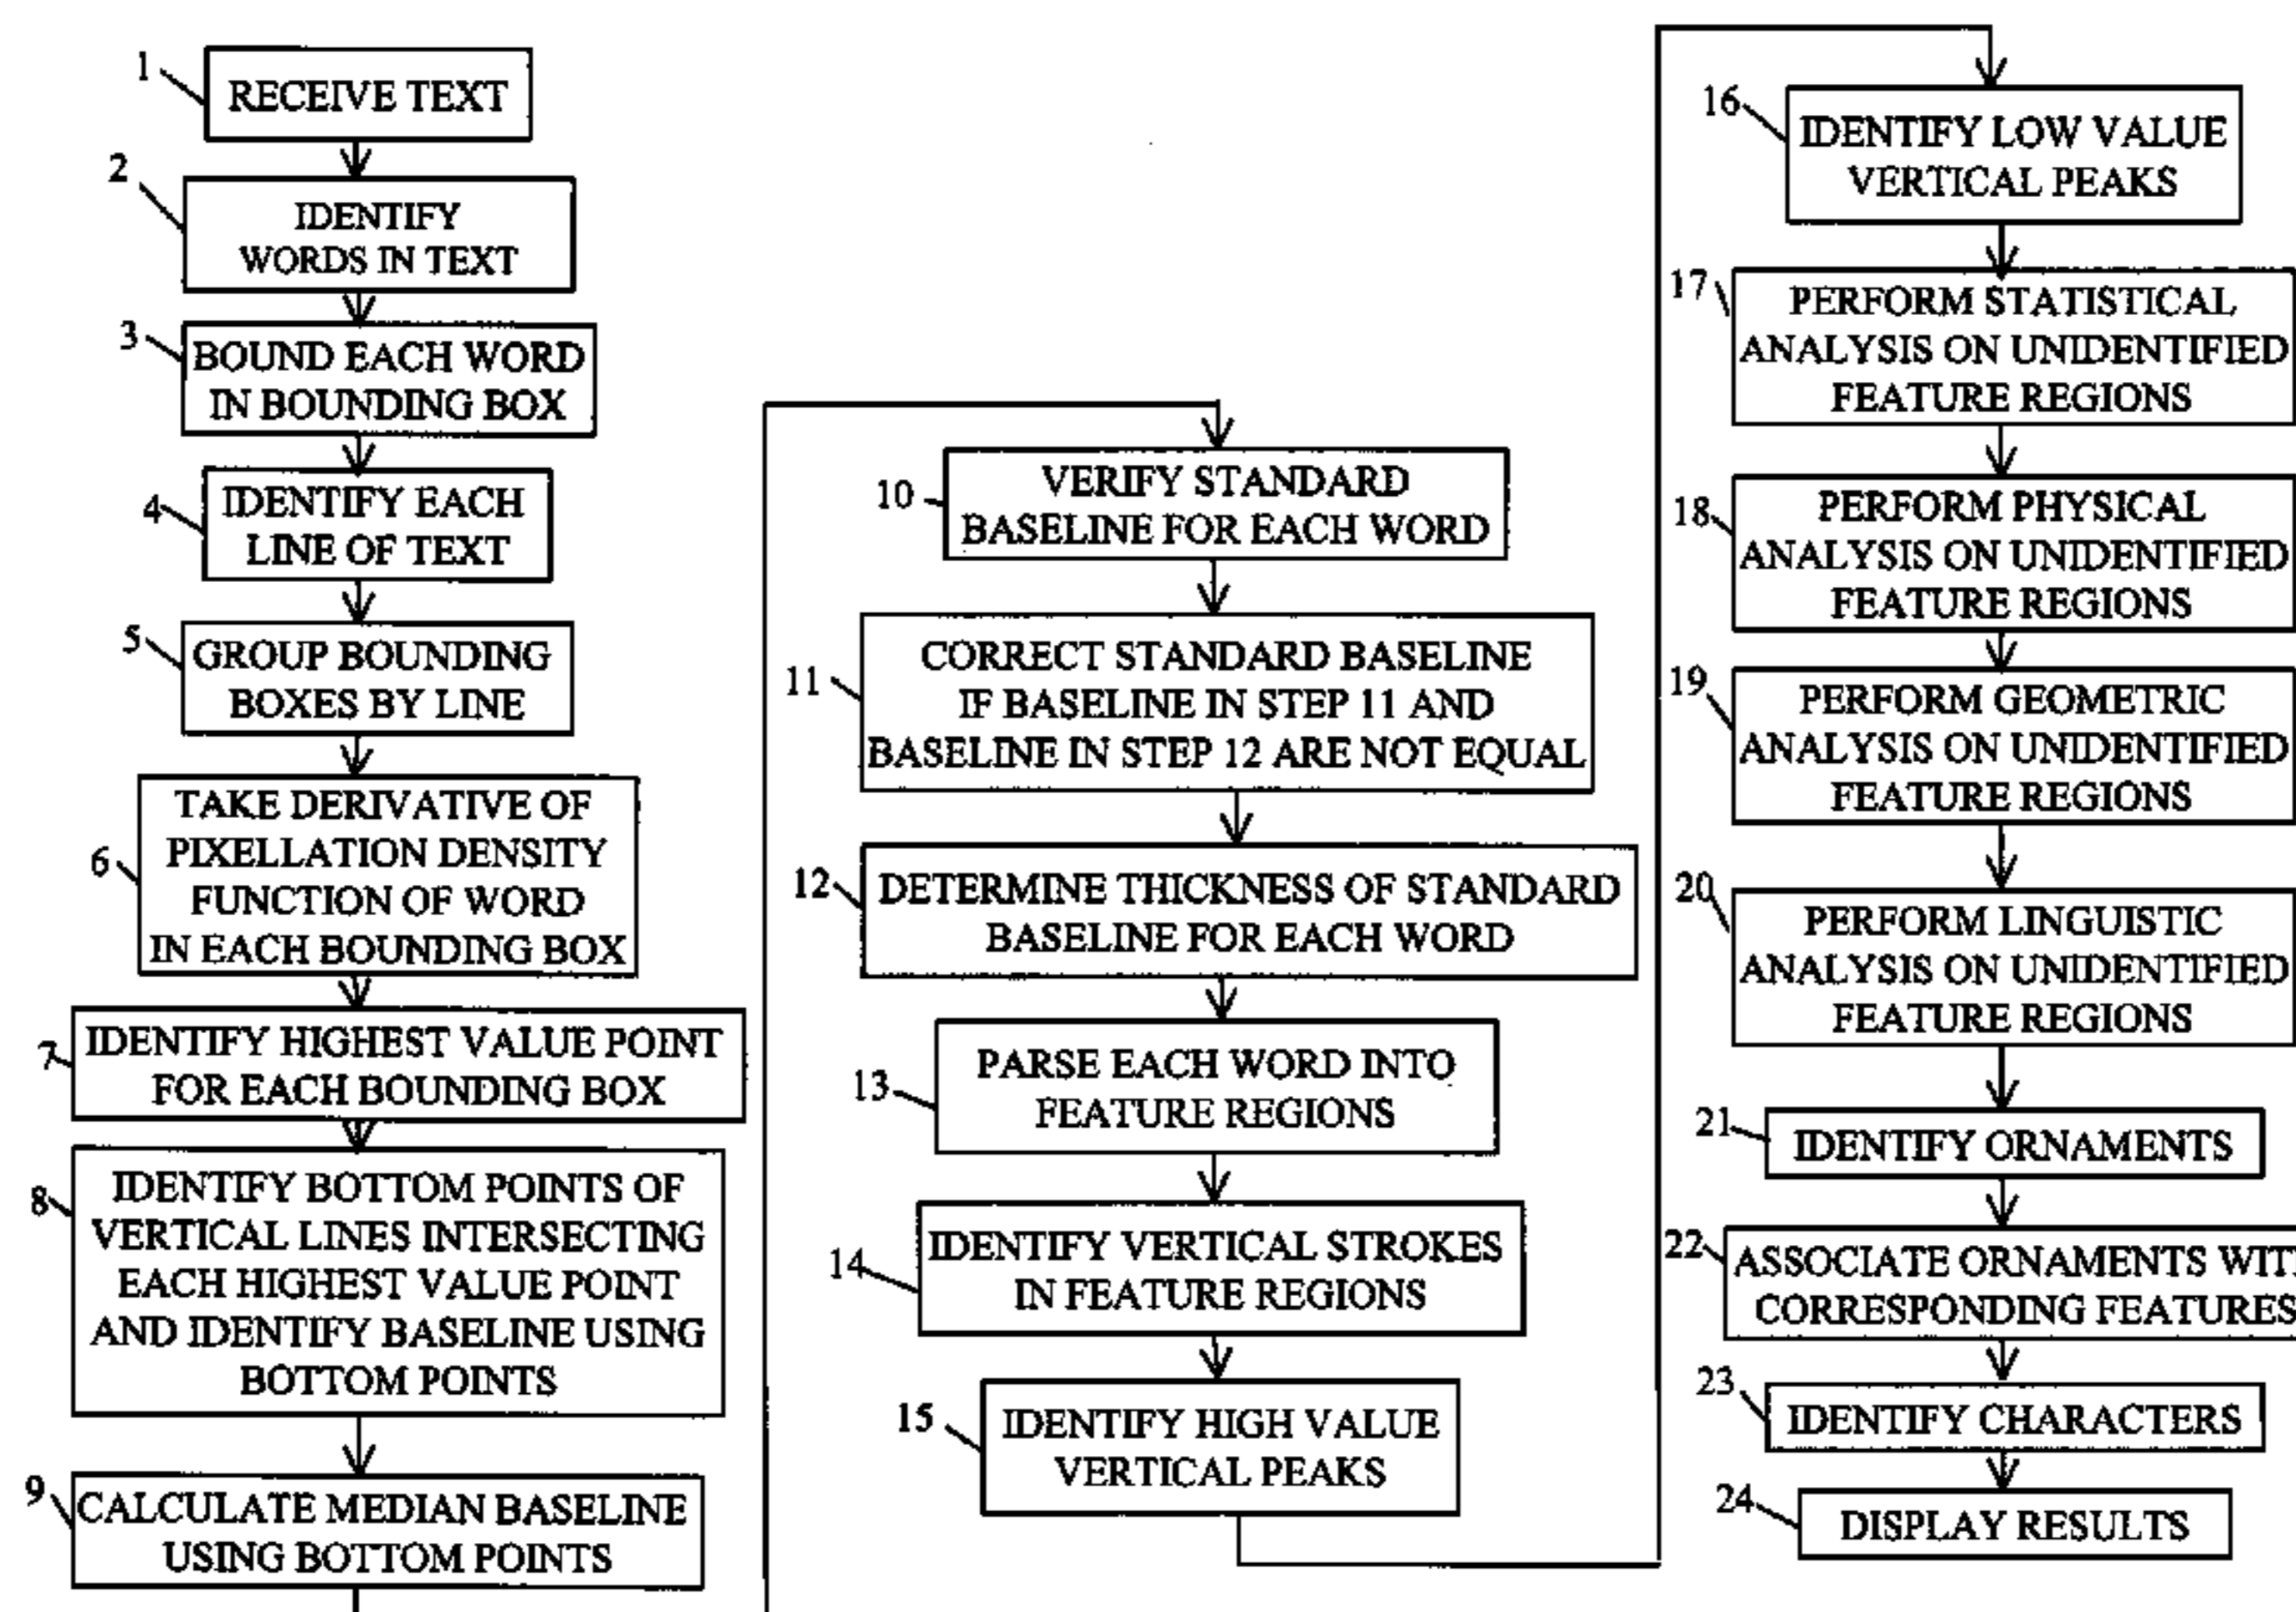 1
RECEIVE TEXT
2
IDENTIFY
WORDS IN TEXT
3
BOUND EACH WORD
IN BOUNDING BOX
4
IDENTIFY EACH
LINE OF TEXT
5
GROUP BOUNDING
BOXES BY LINE
6
TAKE DERIVATIVE OF
PIXELLATION DENSITY
FUNCTION OF WORD
IN EACH BOUNDING BOX
7
IDENTIFY HIGHEST VALUE POINT
FOR EACH BOUNDING BOX
8
IDENTIFY BOTTOM POINTS OF
VERTICAL LINES INTERSECTING
EACH HIGHEST VALUE POINT
AND IDENTIFY BASELINE USING
BOTTOM POINTS
9
CALCULATE MEDIAN BASELINE
USING BOTTOM POINTS
10
VERIFY STANDARD
BASELINE FOR EACH WORD
11
CORRECT STANDARD BASELINE
IF BASELINE IN STEP 11 AND
BASELINE IN STEP 12 ARE NOT EQUAL
12
DETERMINE THICKNESS OF STANDARD
BASELINE FOR EACH WORD
13
PARSE EACH WORD INTO
FEATURE REGIONS
14
IDENTIFY VERTICAL STROKES
IN FEATURE REGIONS
15
IDENTIFY HIGH VALUE
VERTICAL PEAKS
16
IDENTIFY LOW VALUE
VERTICAL PEAKS
17
PERFORM STATISTICAL
ANALYSIS ON UNIDENTIFIED
FEATURE REGIONS
18
PERFORM PHYSICAL
ANALYSIS ON UNIDENTIFIED
FEATURE REGIONS
19
PERFORM GEOMETRIC
ANALYSIS ON UNIDENTIFIED
FEATURE REGIONS
20
PERFORM LINGUISTIC
ANALYSIS ON UNIDENTIFIED
FEATURE REGIONS
21
IDENTIFY ORNAMENTS
22
ASSOCIATE ORNAMENTS
CORRESPONDING FEATURES
23
IDENTIFY CHARACTERS
24
DISPLAY RESULTS